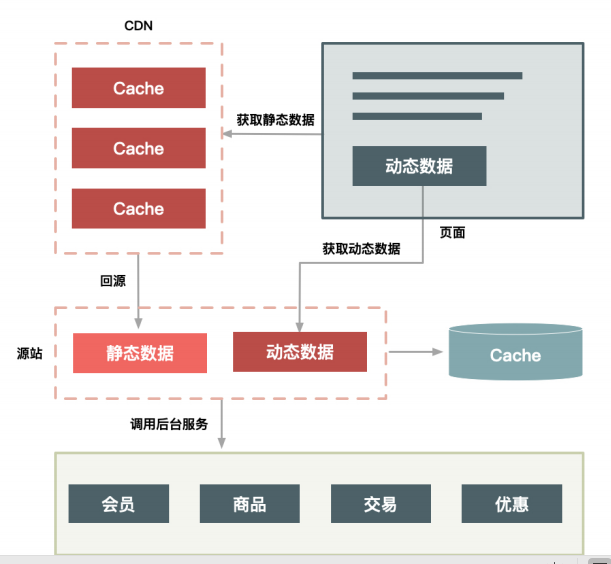 CDN
Cache
获取静态数据
Cache
动态数据
Cache
页面
获取动态数据
回源
源站
静态数据
动态数据
Cache
调用后台服务
会员
商品
交易
优惠